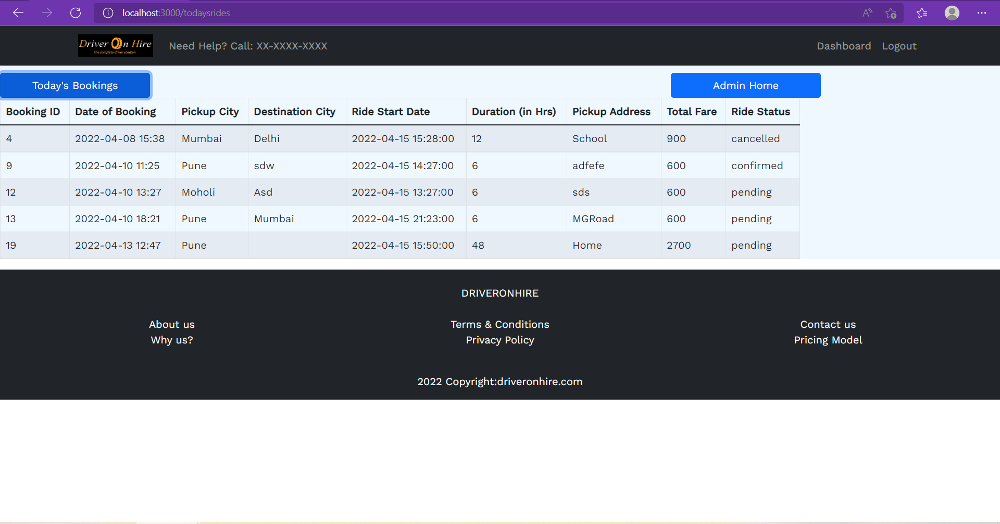 localhost:3000/todaysrides
Driver On Hire
The complete driver solution
Need Help? Call: XX-XXXX-XXXX
Dashboard Logout
Today's Bookings Admin Home
Booking ID Date of Booking Pickup City Destination City Ride Start Date Duration (in Hrs) Pickup Address Total Fare Ride Status
4 2022-04-08 15:38 Mumbai Delhi 2022-04-15 15:28:00 12 School 900 cancelled
9 2022-04-10 11:25 Pune sdw 2022-04-15 14:27:00 6 adfefe 600 confirmed
12 2022-04-10 13:27 Moholi Asd 2022-04-15 13:27:00 6 sds 600 pending
13 2022-04-10 18:21 Pune Mumbai 2022-04-15 21:23:00 6 MGRoad 600 pending
19 2022-04-13 12:47 Pune 2022-04-15 15:50:00 48 Home 2700 pending
DRIVERONHIRE
About us Terms & Conditions Contact us
Why us? Privacy Policy Pricing Model
2022 Copyright:driveronhire.com